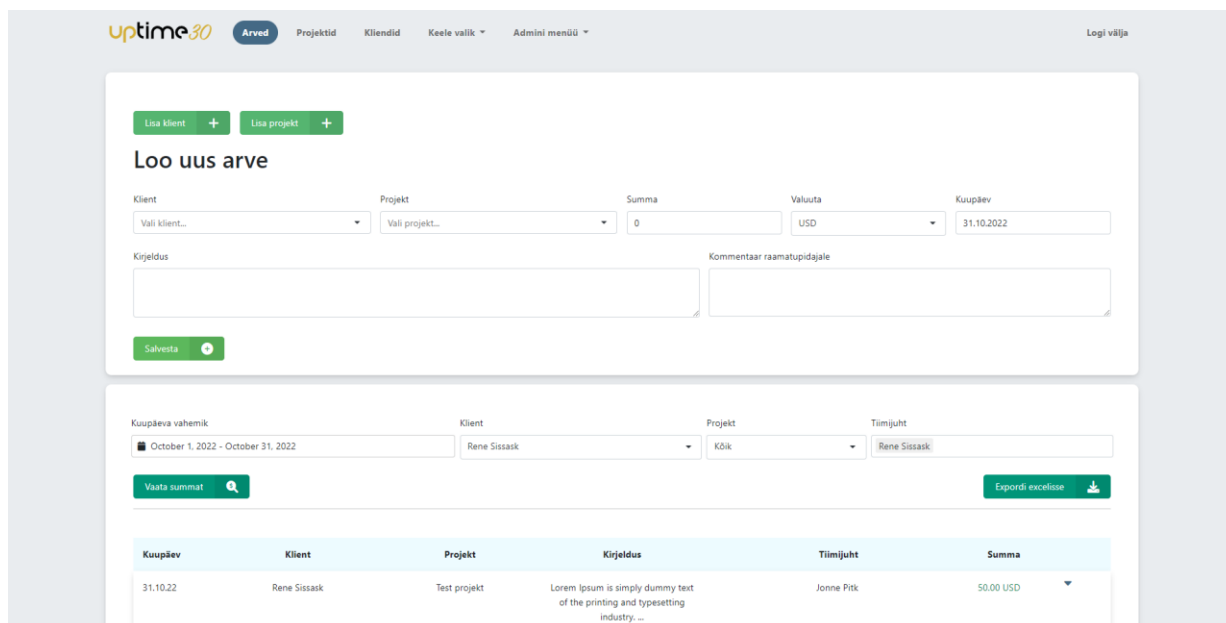 uptime30 Arved Projektid Kliendid Keele valik Admini menüü Logi välja
Lisa klient Lisa projekt
Loo uus arve
Klient Projekt Summa Valuuta Kuupäev
Vali klient... Vali projekt... 0 USD 31.10.2022
Kirjeldus Kommentaar raamatupidajale
Salvesta
Kuupäeva vahemik Klient Projekt Tiimijuht
October 1, 2022 - October 31, 2022 Rene Sissask Kõik Rene Sissask
Vaata summat Expordi excelisse
Kuupäev Klient Projekt Kirjeldus Tiimijuht Summa
31.10.22 Rene Sissask Test projekt Lorem Ipsum is simply dummy text Jonne Pitk 50.00 USD
of the printing and typesetting
industry. ...